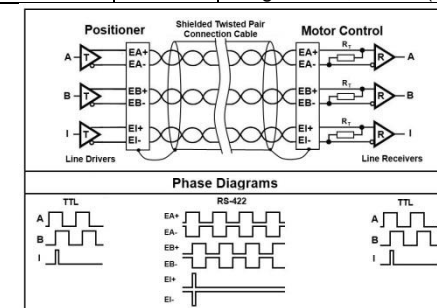 Positioner
Shielded Twisted Pair
Connection Cable
Motor Control
A
T
EA+
EA-
EA+
EA-
RT
R
A
B
T
EB+
EB-
EB+
EB-
RT
R
B
I
T
EI+
EI-
EI+
EI-
RT
R
I
Line Drivers
Line Receivers
Phase Diagrams
TTL
RS-422
TTL
A
B
I
EA+
EA-
EB+
EB-
EI+
EI-
A
B
I